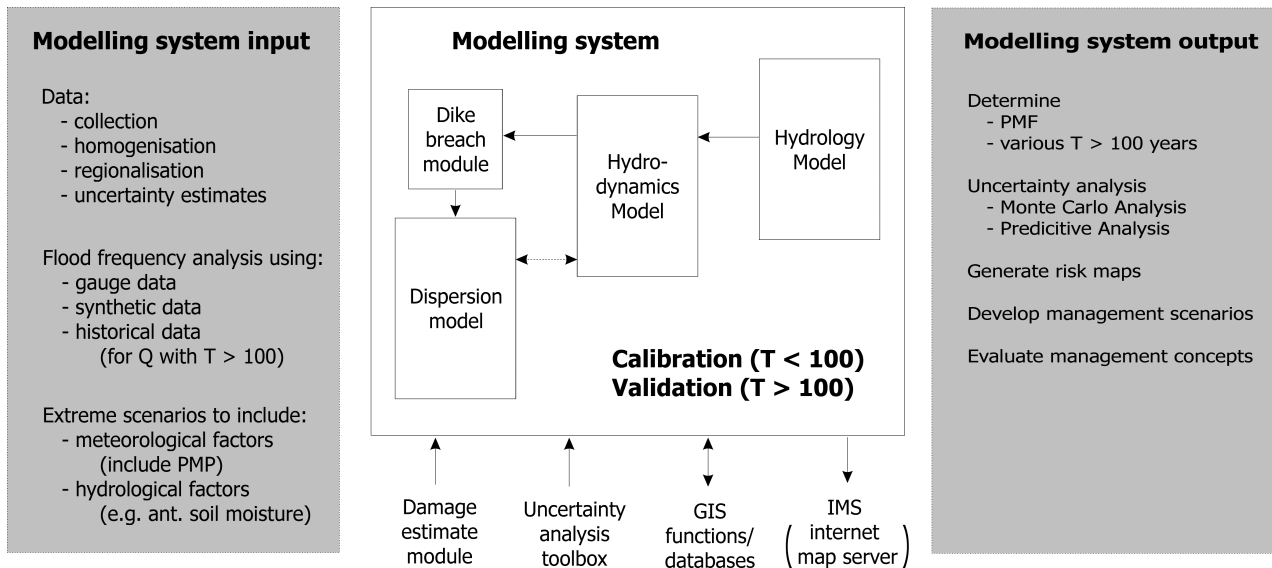 Modelling system input
Data:
- collection
- homogenisation
- regionalisation
- uncertainty estimates
Flood frequency analysis using:
- gauge data
- synthetic data
- historical data
(for Q with T > 100)
Extreme scenarios to include:
- meteorological factors
(include PMP)
- hydrological factors
(e.g. ant. soil moisture)
Modelling system
Dike
breach
module
Hydro-
dynamics
Model
Hydrology
Model
Dispersion
model
Calibration (T < 100)
Validation (T > 100)
Damage
estimate
module
Uncertainty
analysis
toolbox
GIS
functions/
databases
IMS
( internet
map server )
Modelling system output
Determine
- PMF
- various T > 100 years
Uncertainty analysis
- Monte Carlo Analysis
- Predicitive Analysis
Generate risk maps
Develop management scenarios
Evaluate management concepts